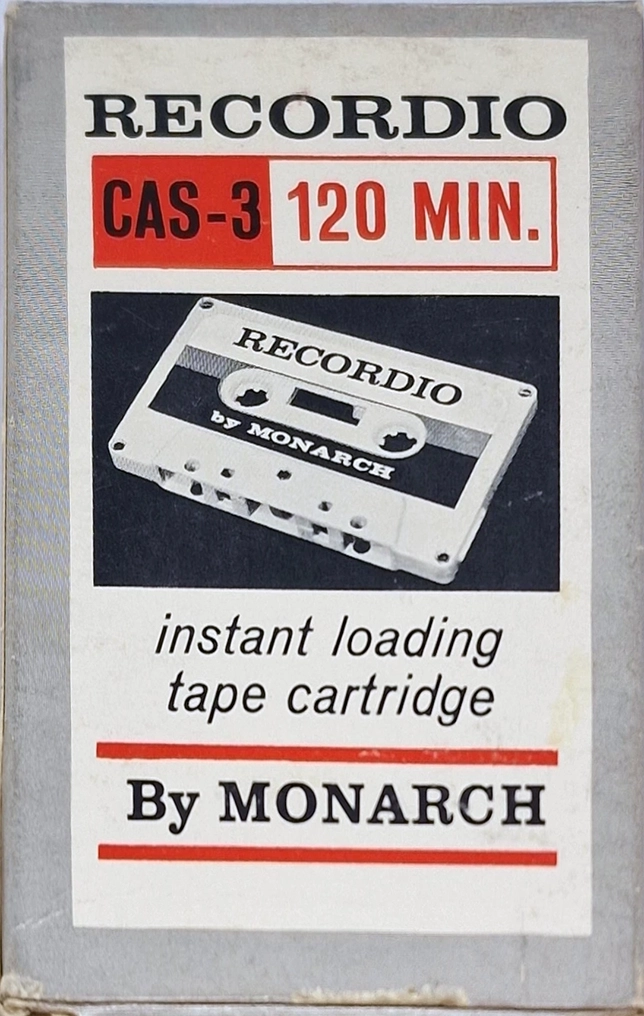 RECORDIO
CAS-3 120 MIN.
RECORDIO
by MONARCH
instant loading
tape cartridge
By MONARCH